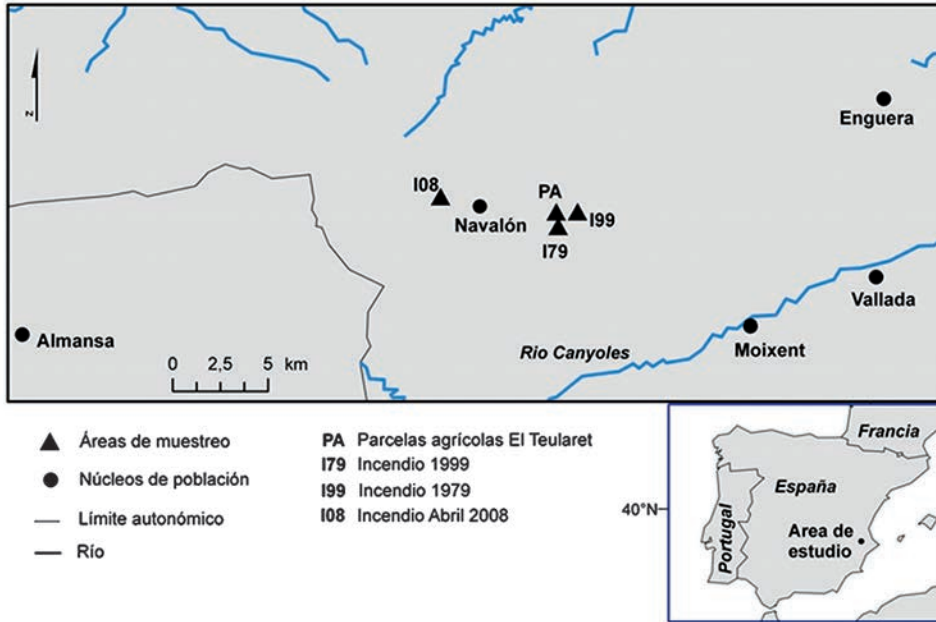 z
Enguera
I08
PA
Navalón
I99
I79
Vallada
Almansa
0 2,5 5 km
Rio Canyoles
Moixent
Áreas de muestreo
Núcleos de población
Límite autonómico
Río
PA Parcelas agrícolas El Teularet
I79 Incendio 1999
I99 Incendio 1979
I08 Incendio Abril 2008
Francia
España
40°N
Portugal
Area de
estudio